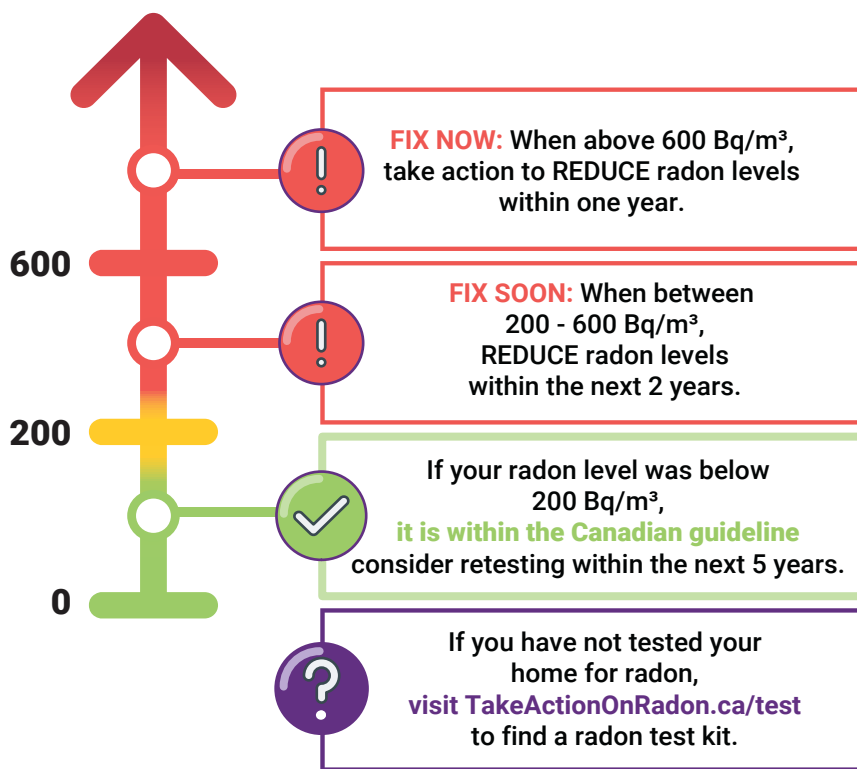 FIX NOW: When above 600 Bq/m³,
take action to REDUCE radon levels
within one year.
600
FIX SOON: When between
200 - 600 Bq/m³,
REDUCE radon levels
within the next 2 years.
200
If your radon level was below
200 Bq/m³,
it is within the Canadian guideline
consider retesting within the next 5 years.
0
If you have not tested your
home for radon,
visit TakeActionOnRadon.ca/test
to find a radon test kit.